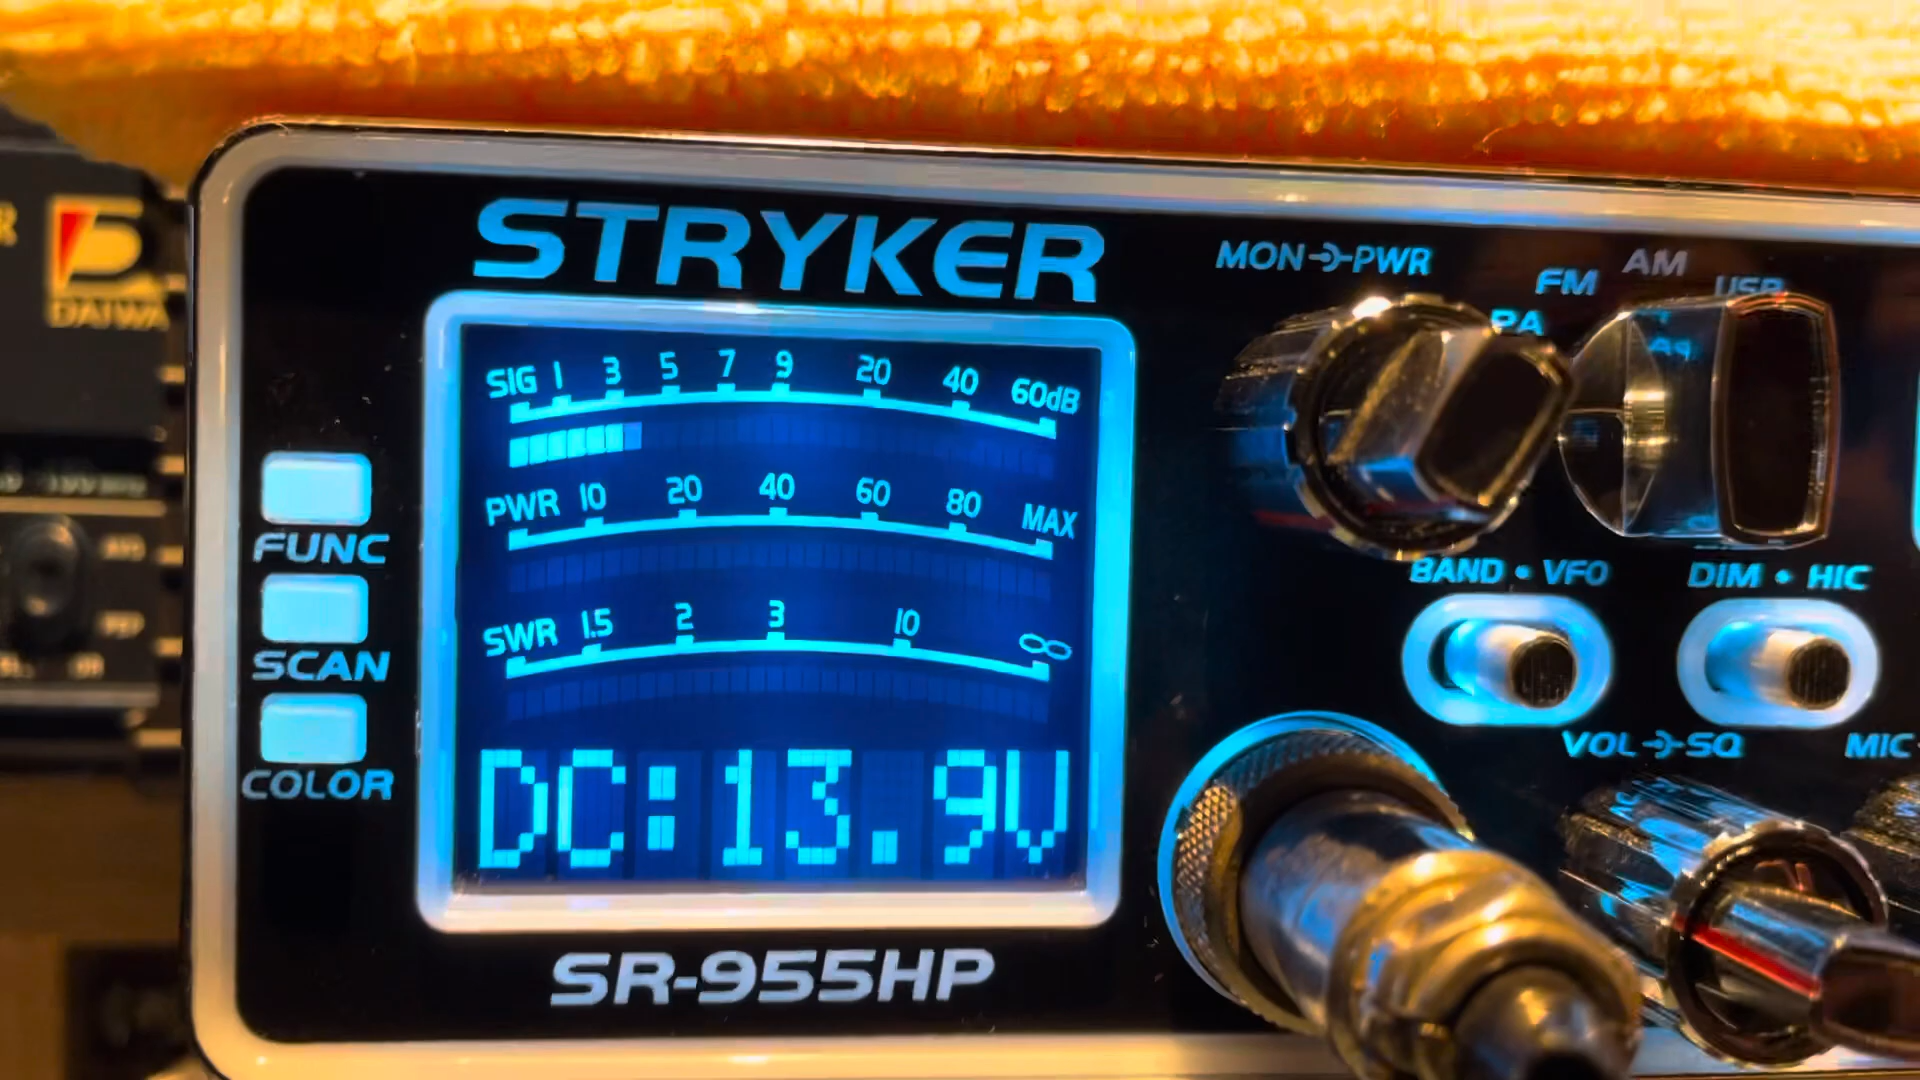 DAIWA
STRYKER
MON PWR
FM
AM
USB
PA
SIG 1 3 5 7 9 20 40 60dB
PWR 10 20 40 60 80 MAX
SWR 1.5 2 3 10 ∞
DC:13.9V
FUNC
SCAN
COLOR
BAND • VFO
DIM • HIC
VOL SQ
MIC
SR-955HP